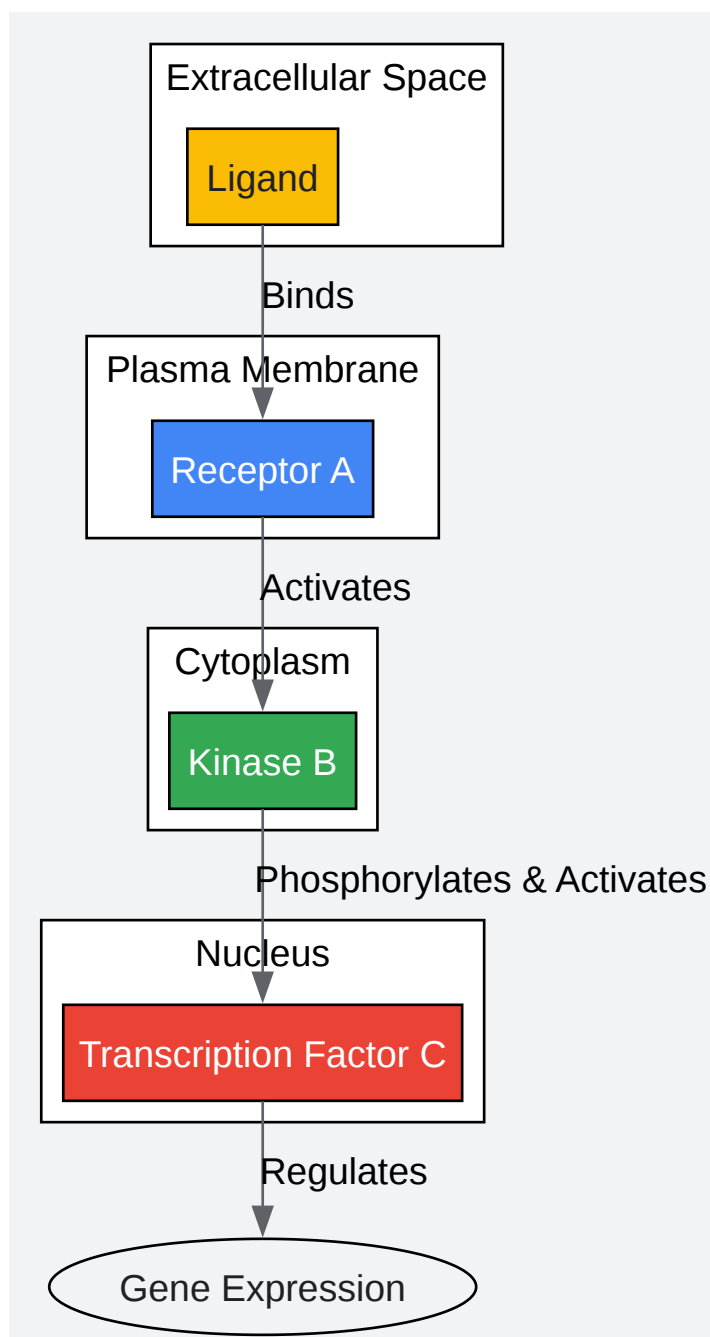 Extracellular Space
Ligand
Binds
Plasma Membrane
Receptor A
Activates
Cytoplasm
Kinase B
Phosphorylates & Activates
Nucleus
Transcription Factor C
Regulates
Gene Expression